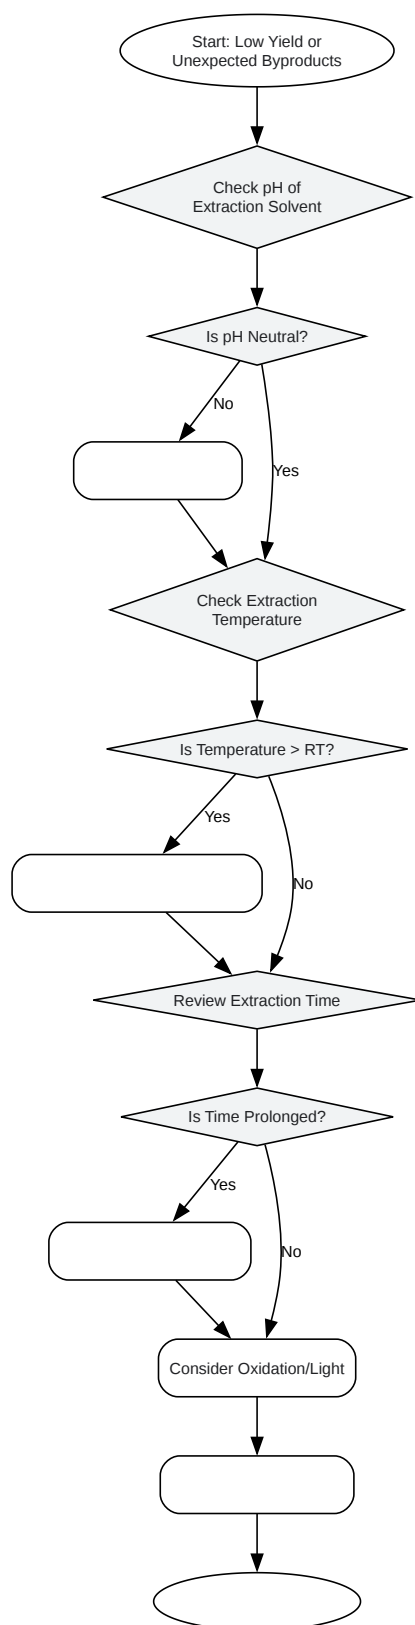 Start: Low Yield or
Unexpected Byproducts
Check pH of
Extraction Solvent
Is pH Neutral?
No
Yes
Check Extraction
Temperature
Is Temperature > RT?
Yes
No
Review Extraction Time
Is Time Prolonged?
Yes
No
Consider Oxidation/Light